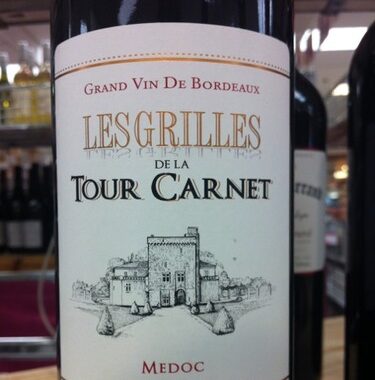 GRAND VIN DE BORDEAUX
LES GRILLES
DE LA
TOUR CARNET
MEDOC